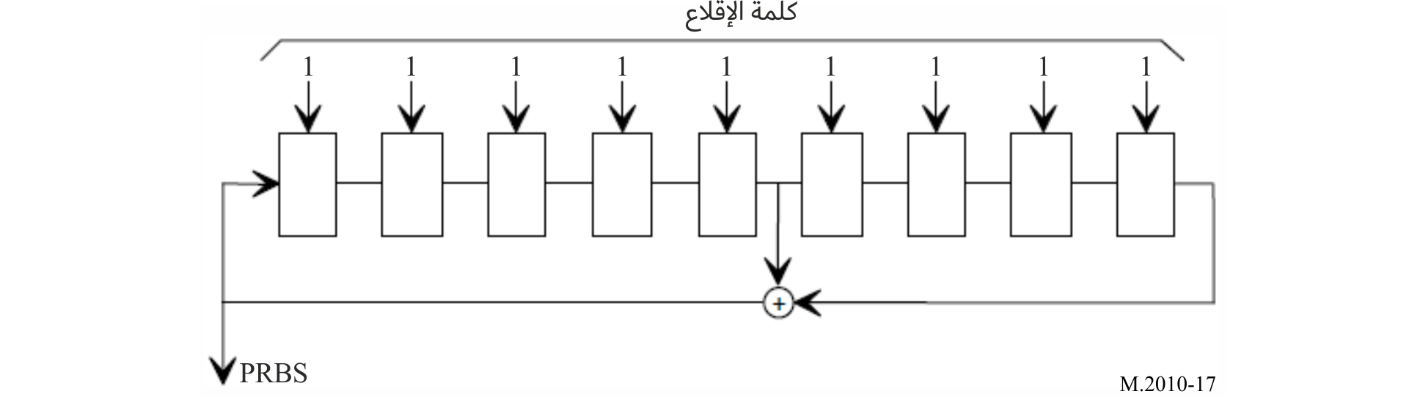 كلمة الإقلاع
1 1 1 1 1 1 1 1 1
+
PRBS
M.2010-17